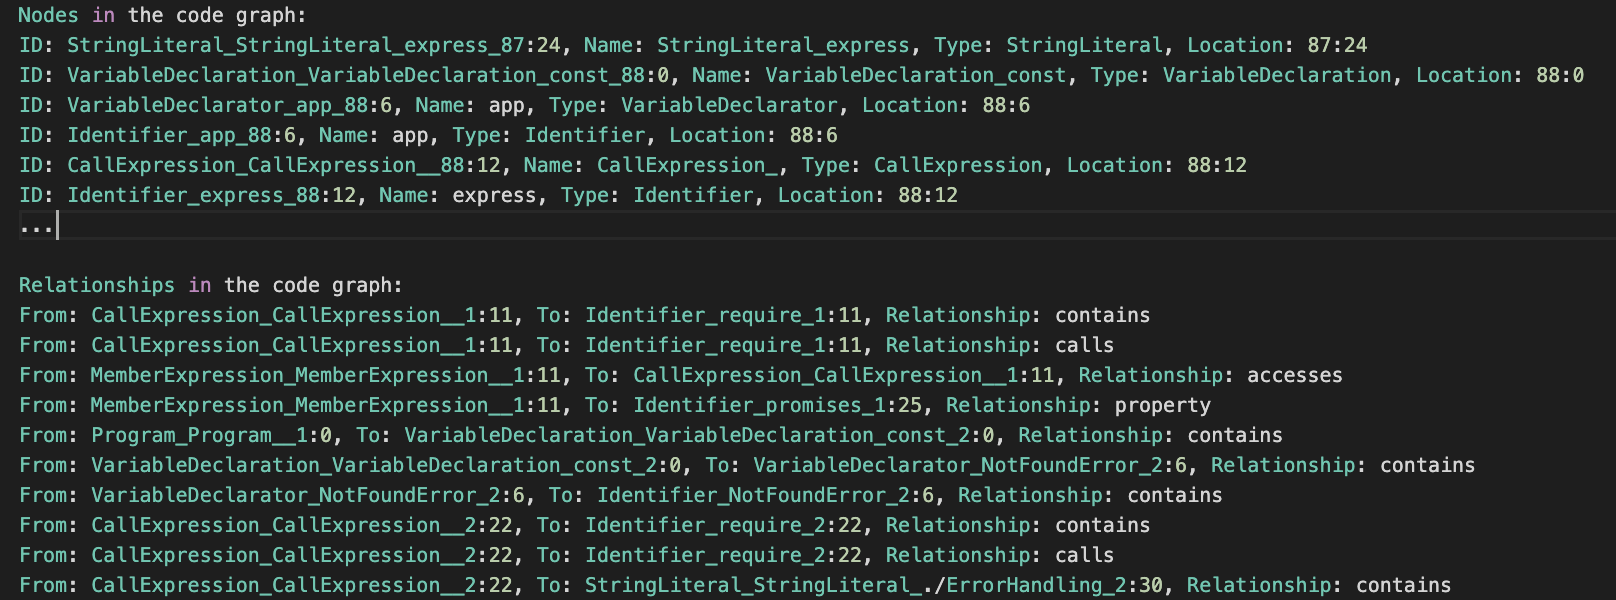 Nodes in the code graph:
ID: StringLiteral_StringLiteral_express_87:24, Name: StringLiteral_express, Type: StringLiteral, Location: 87:24
ID: VariableDeclaration_VariableDeclaration_const_88:0, Name: VariableDeclaration_const, Type: VariableDeclaration, Location: 88:0
ID: VariableDeclarator_app_88:6, Name: app, Type: VariableDeclarator, Location: 88:6
ID: Identifier_app_88:6, Name: app, Type: Identifier, Location: 88:6
ID: CallExpression_CallExpression__88:12, Name: CallExpression_, Type: CallExpression, Location: 88:12
ID: Identifier_express_88:12, Name: express, Type: Identifier, Location: 88:12
...
Relationships in the code graph:
From: CallExpression_CallExpression__1:11, To: Identifier_require_1:11, Relationship: contains
From: CallExpression_CallExpression__1:11, To: Identifier_require_1:11, Relationship: calls
From: MemberExpression_MemberExpression__1:11, To: CallExpression_CallExpression__1:11, Relationship: accesses
From: MemberExpression_MemberExpression__1:11, To: Identifier_promises_1:25, Relationship: property
From: Program_Program__1:0, To: VariableDeclaration_VariableDeclaration_const_2:0, Relationship: contains
From: VariableDeclaration_VariableDeclaration_const_2:0, To: VariableDeclarator_NotFoundError_2:6, Relationship: contains
From: VariableDeclarator_NotFoundError_2:6, To: Identifier_NotFoundError_2:6, Relationship: contains
From: CallExpression_CallExpression__2:22, To: Identifier_require_2:22, Relationship: contains
From: CallExpression_CallExpression__2:22, To: Identifier_require_2:22, Relationship: calls
From: CallExpression_CallExpression__2:22, To: StringLiteral_StringLiteral_./ErrorHandling_2:30, Relationship: contains